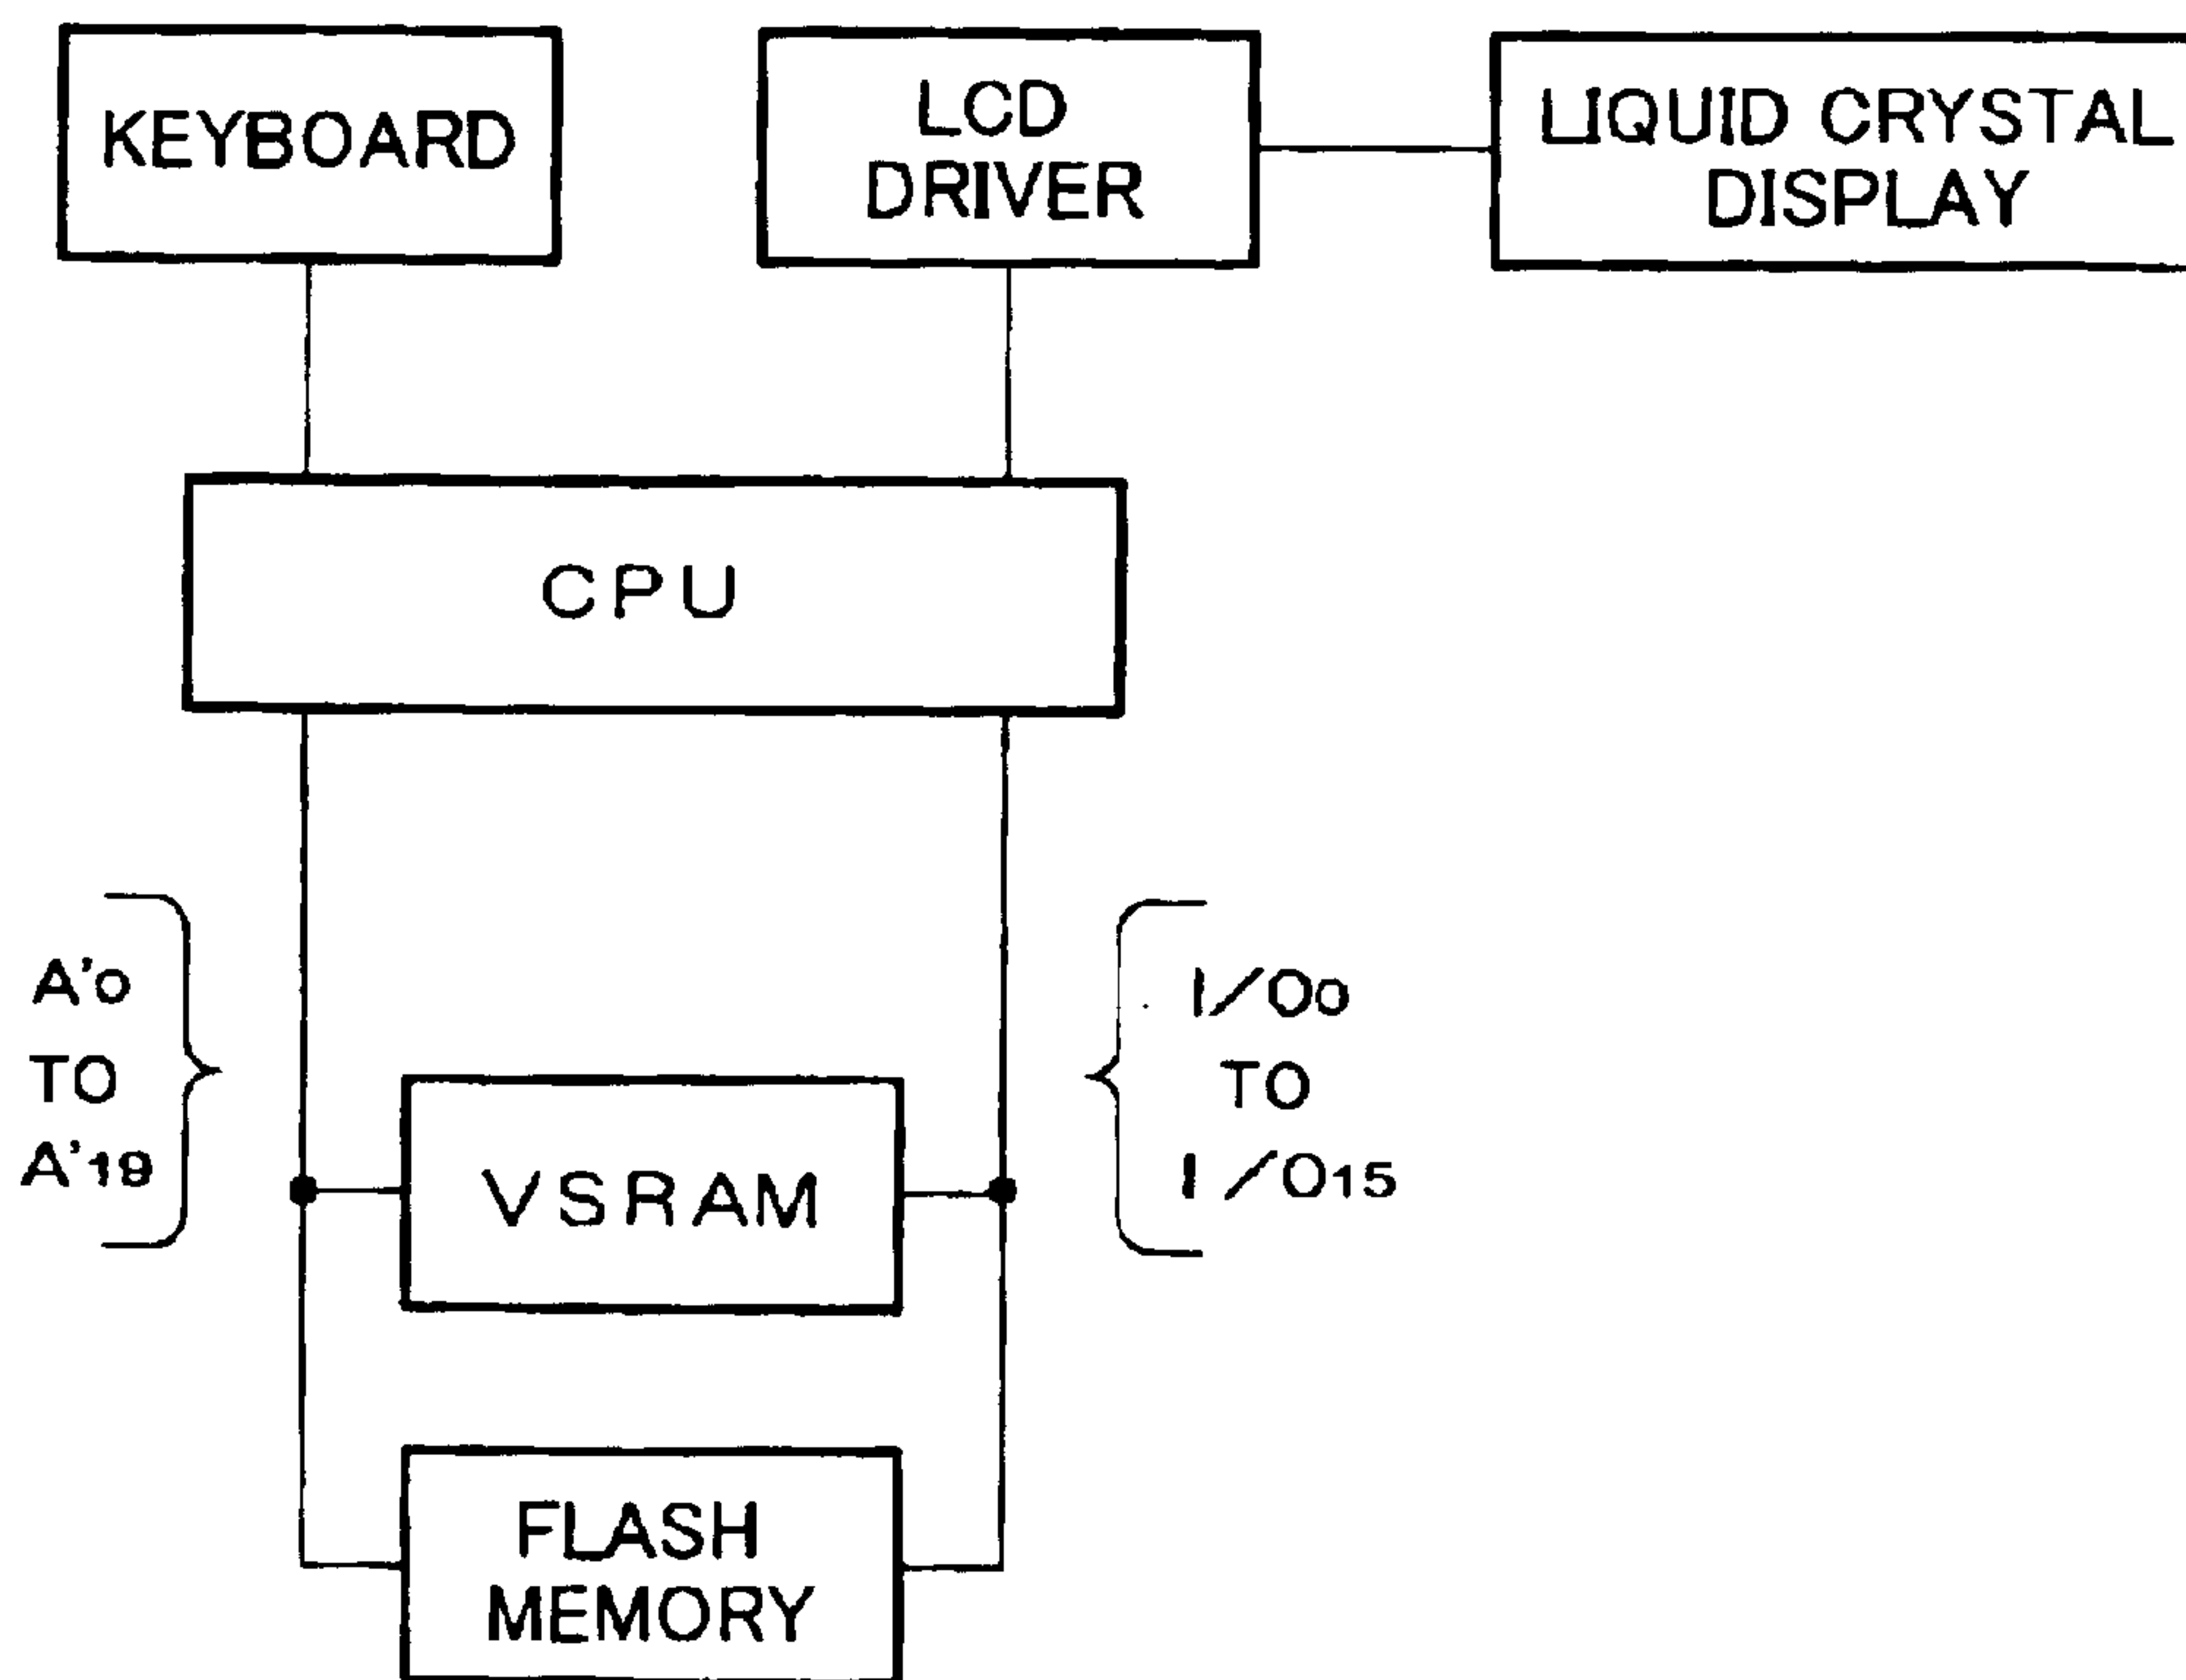 KEYBOARD
LCD
DRIVER
LIQUID CRYSTAL
DISPLAY
CPU
A'0
TO
A'19
I/O0
TO
I/O15
VSRAM
FLASH
MEMORY